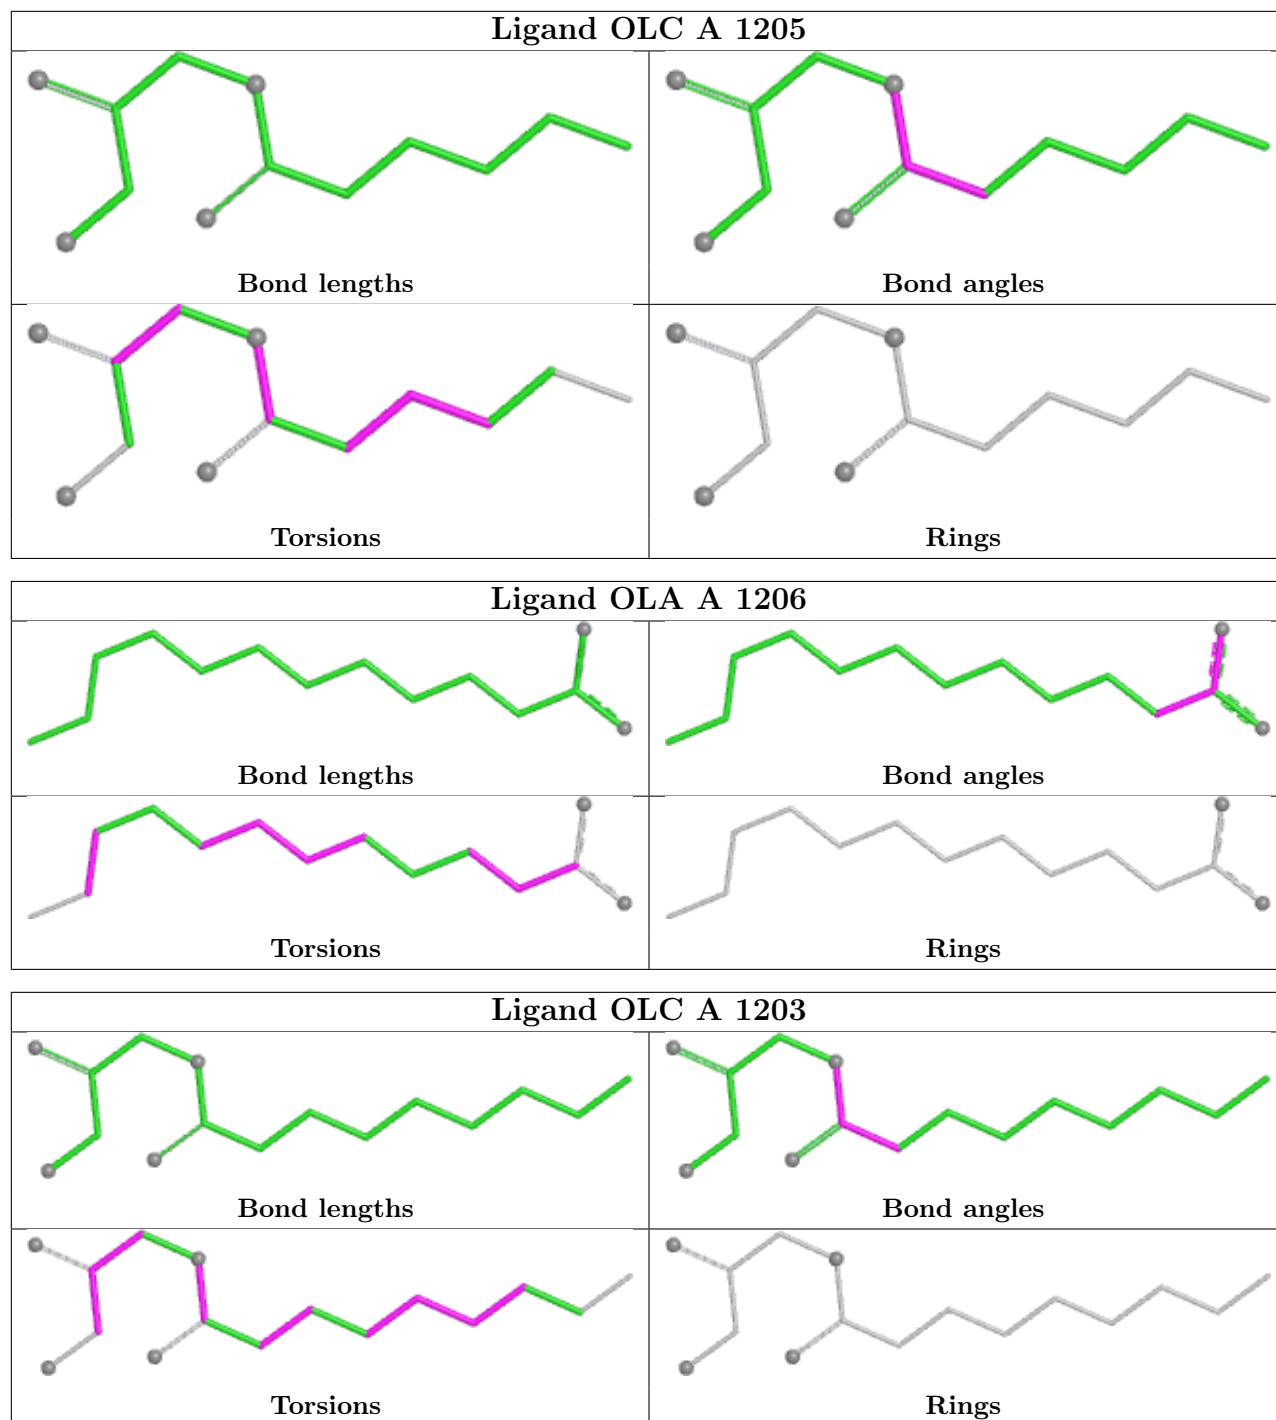 Ligand OLC A 1205
Bond lengths
Bond angles
Torsions
Rings
Ligand OLA A 1206
Bond lengths
Bond angles
Torsions
Rings
Ligand OLC A 1203
Bond lengths
Bond angles
Torsions
Rings